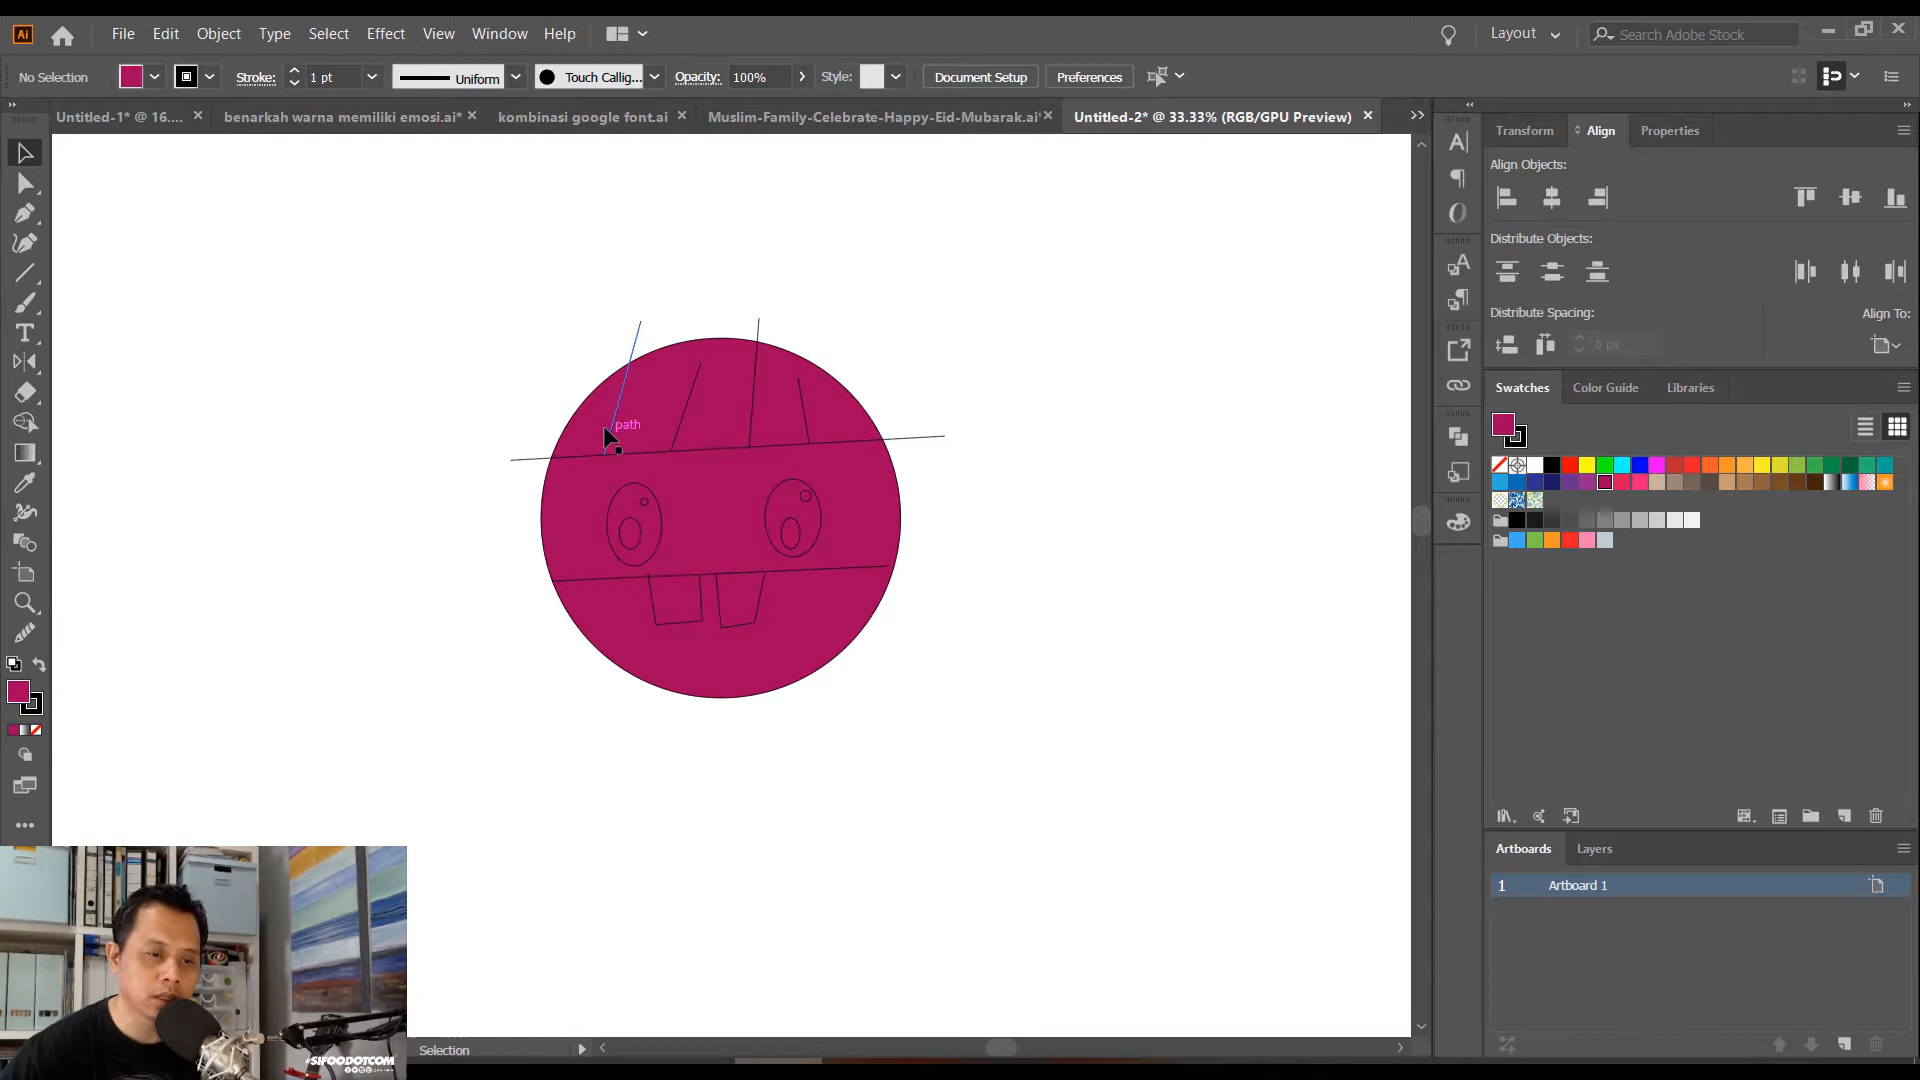 Ai
File Edit Object Type Select Effect View Window Help
Layout
Search Adobe Stock
No Selection
Stroke:
1 pt
Uniform
Touch Callig...
Opacity:
100%
Style:
Document Setup
Preferences
Untitled-1* @ 16....
benarkah warna memiliki emosi.ai*
kombinasi google font.ai
Muslim-Family-Celebrate-Happy-Eid-Mubarak.ai*
Untitled-2* @ 33.33% (RGB/GPU Preview)
Transform
Align
Properties
Align Objects:
Distribute Objects:
Distribute Spacing:
Align To:
0 px
path
Swatches
Color Guide
Libraries
Artboards
Layers
1
Artboard 1
Selection
#SIFOODOTCOM